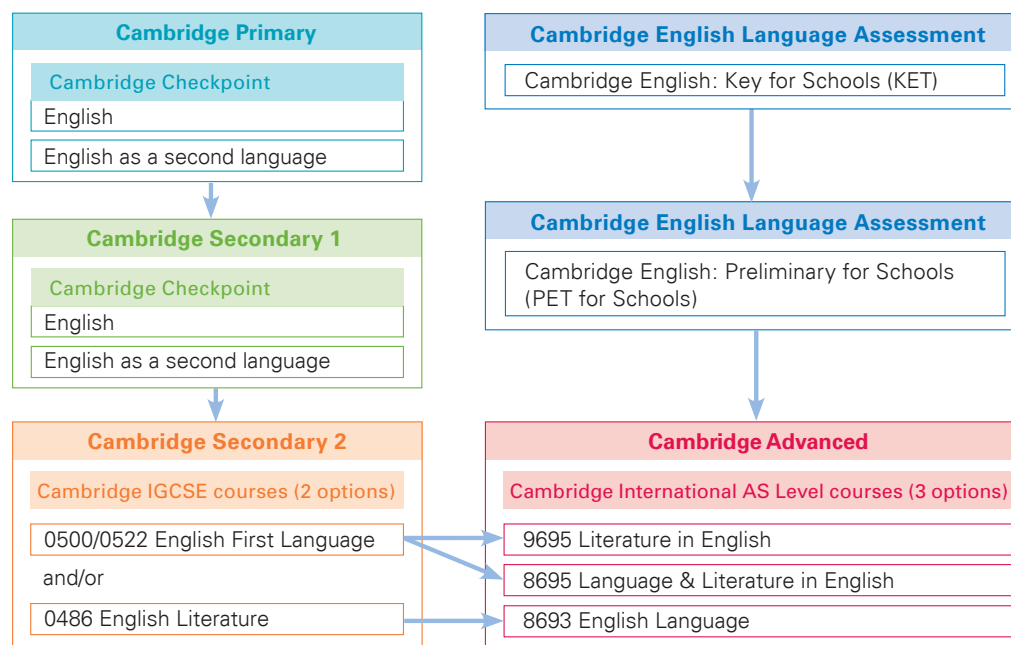 Cambridge Primary
Cambridge Checkpoint
English
English as a second language
Cambridge Secondary 1
Cambridge Checkpoint
English
English as a second language
Cambridge Secondary 2
Cambridge IGCSE courses (2 options)
0500/0522 English First Language
and/or
0486 English Literature
Cambridge English Language Assessment
Cambridge English: Key for Schools (KET)
Cambridge English Language Assessment
Cambridge English: Preliminary for Schools
(PET for Schools)
Cambridge Advanced
Cambridge International AS Level courses (3 options)
9695 Literature in English
8695 Language & Literature in English
8693 English Language